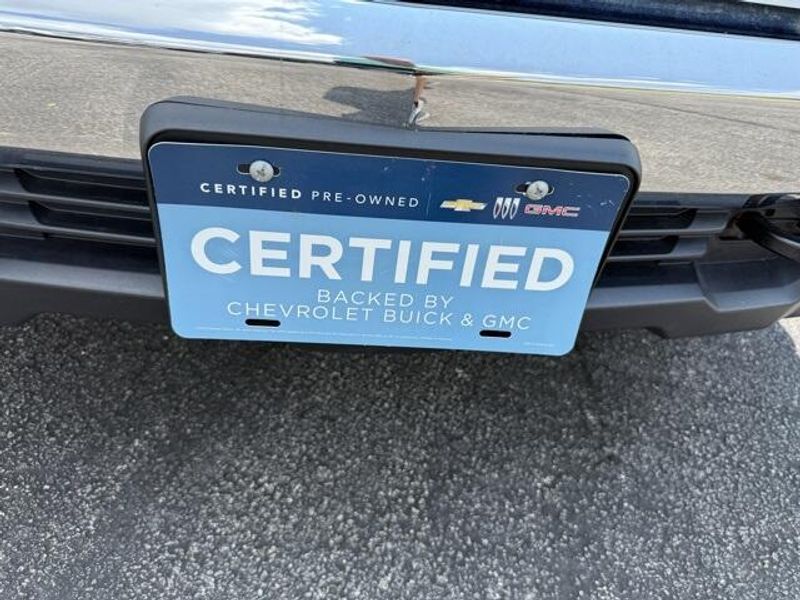 CERTIFIED PRE-OWNED GMC
CERTIFIED
BACKED BY
CHEVROLET BUICK & GMC